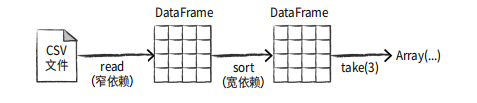 DataFrame
DataFrame
CSV
文件
read
(窄依赖)
sort
(宽依赖)
take(3)
Array(...)